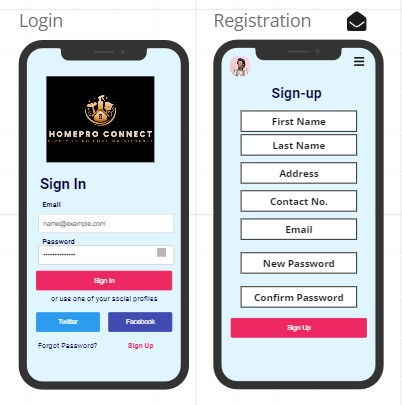 Login
HOMEPRO CONNECT
Sign In
Email
name@example.com
Password
Sign In
or use one of your social profiles
Twitter
Facebook
Forgot Password?
Sign Up
Registration
Sign-up
First Name
Last Name
Address
Contact No.
Email
New Password
Confirm Password
Sign Up